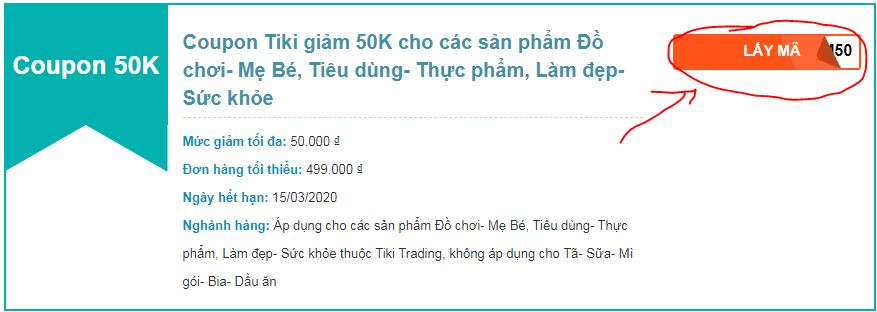 Coupon 50K
Coupon Tiki giảm 50K cho các sản phẩm Đồ
chơi- Mẹ Bé, Tiêu dùng- Thực phẩm, Làm đẹp-
Sức khỏe
Mức giảm tối đa: 50.000 ₫
Đơn hàng tối thiểu: 499.000 ₫
Ngày hết hạn: 15/03/2020
Nghành hàng: Áp dụng cho các sản phẩm Đồ chơi- Mẹ Bé, Tiêu dùng- Thực
phẩm, Làm đẹp- Sức khỏe thuộc Tiki Trading, không áp dụng cho Tã- Sữa- Mì
gói- Bia- Dầu ăn
LẤY MÃ